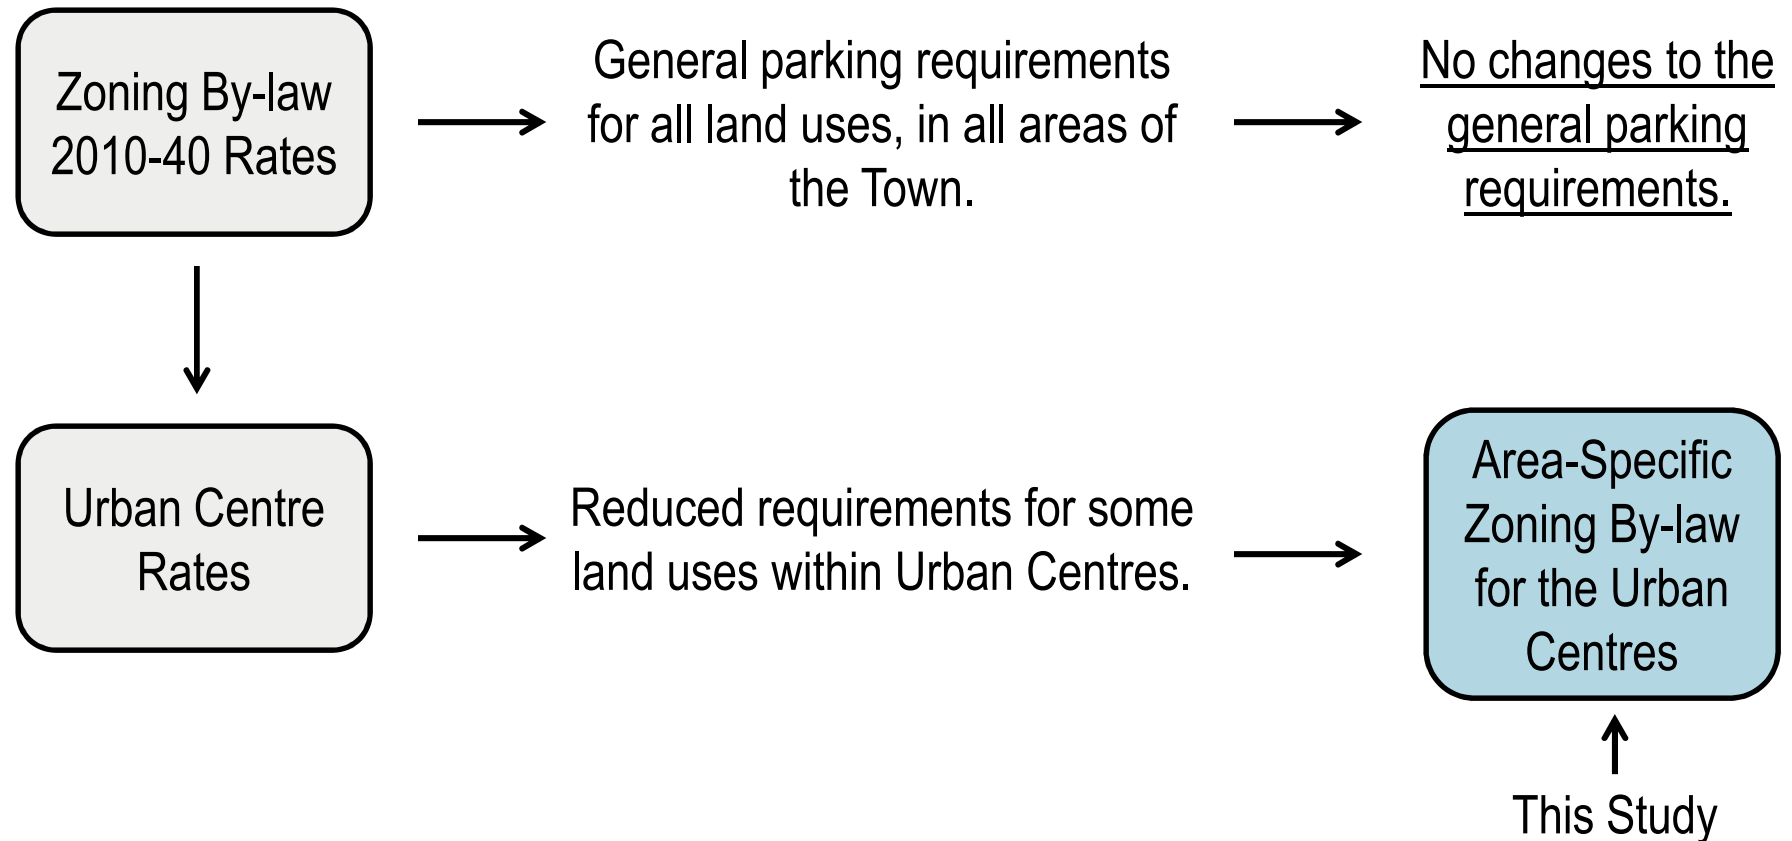 Zoning By-law
2010-40 Rates
General parking requirements
for all land uses, in all areas of
the Town.
No changes to the
general parking
requirements.
Urban Centre
Rates
Reduced requirements for some
land uses within Urban Centres.
Area-Specific
Zoning By-law
for the Urban
Centres
This Study